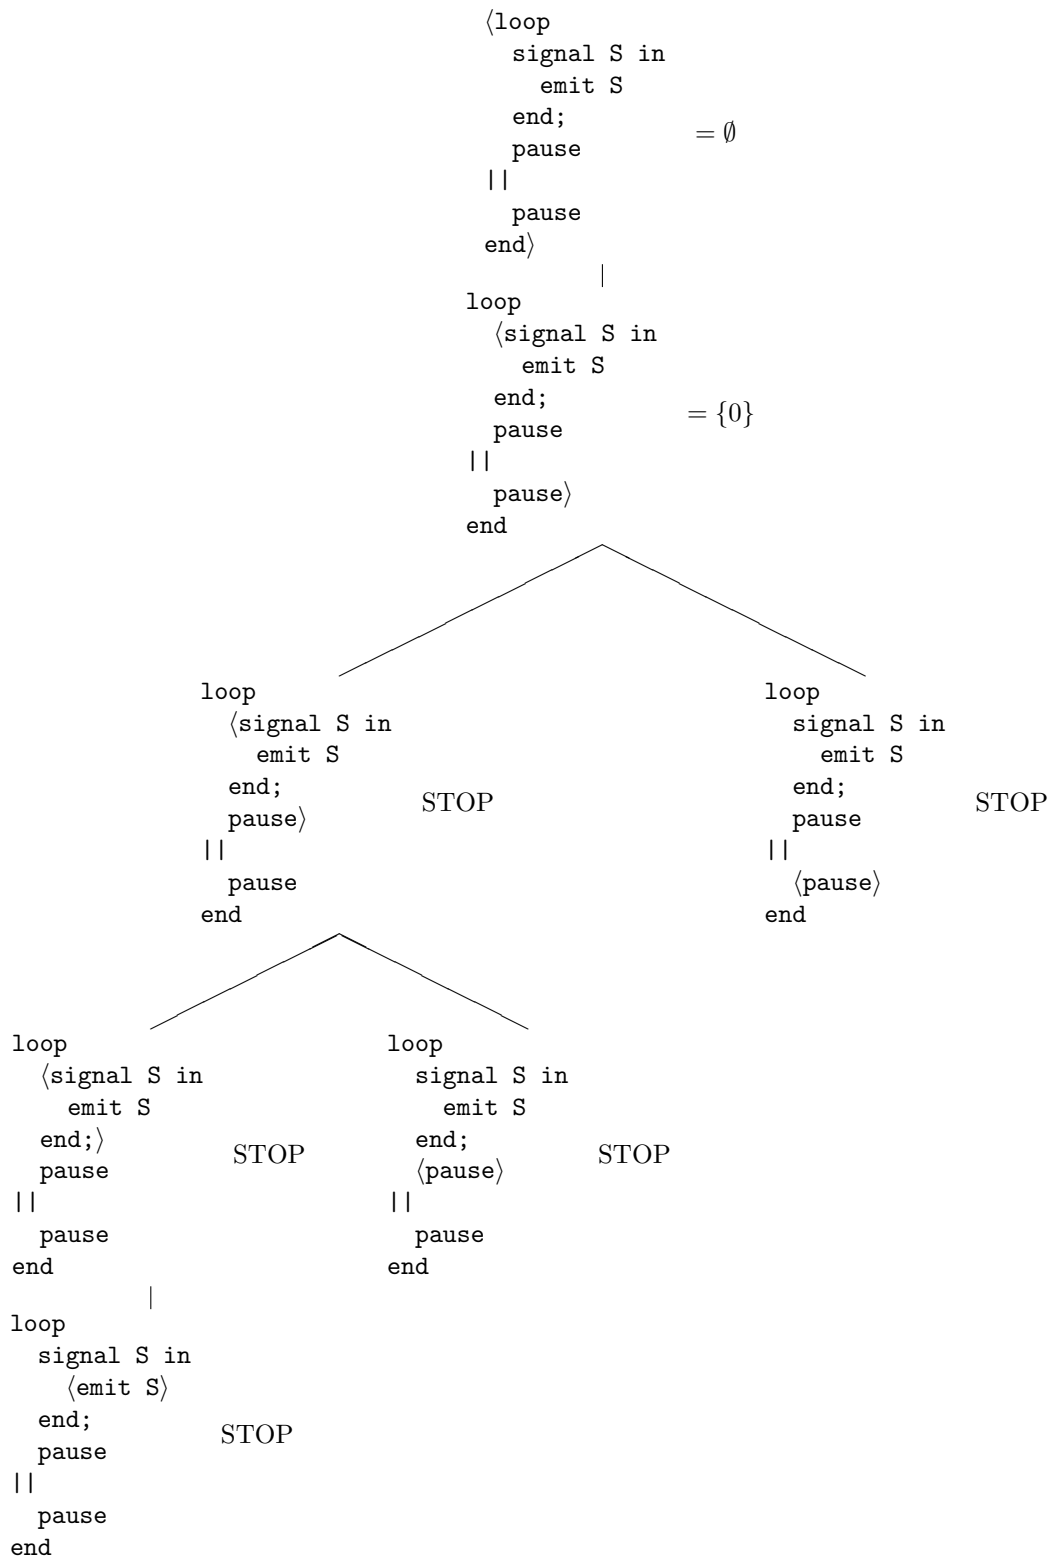 ⟨loop
signal S in
emit S
end;
= ∅
pause
||
pause
end⟩
loop
⟨signal S in
emit S
end;
= {0}
pause
||
pause⟩
end
loop
⟨signal S in
emit S
end;
STOP
pause⟩
||
pause
end
loop
signal S in
emit S
end;
STOP
pause
||
⟨pause⟩
end
loop
⟨signal S in
emit S
end;⟩
STOP
pause
||
pause
end
loop
signal S in
emit S
end;
STOP
⟨pause⟩
||
pause
end
loop
signal S in
⟨emit S⟩
end;
STOP
pause
||
pause
end